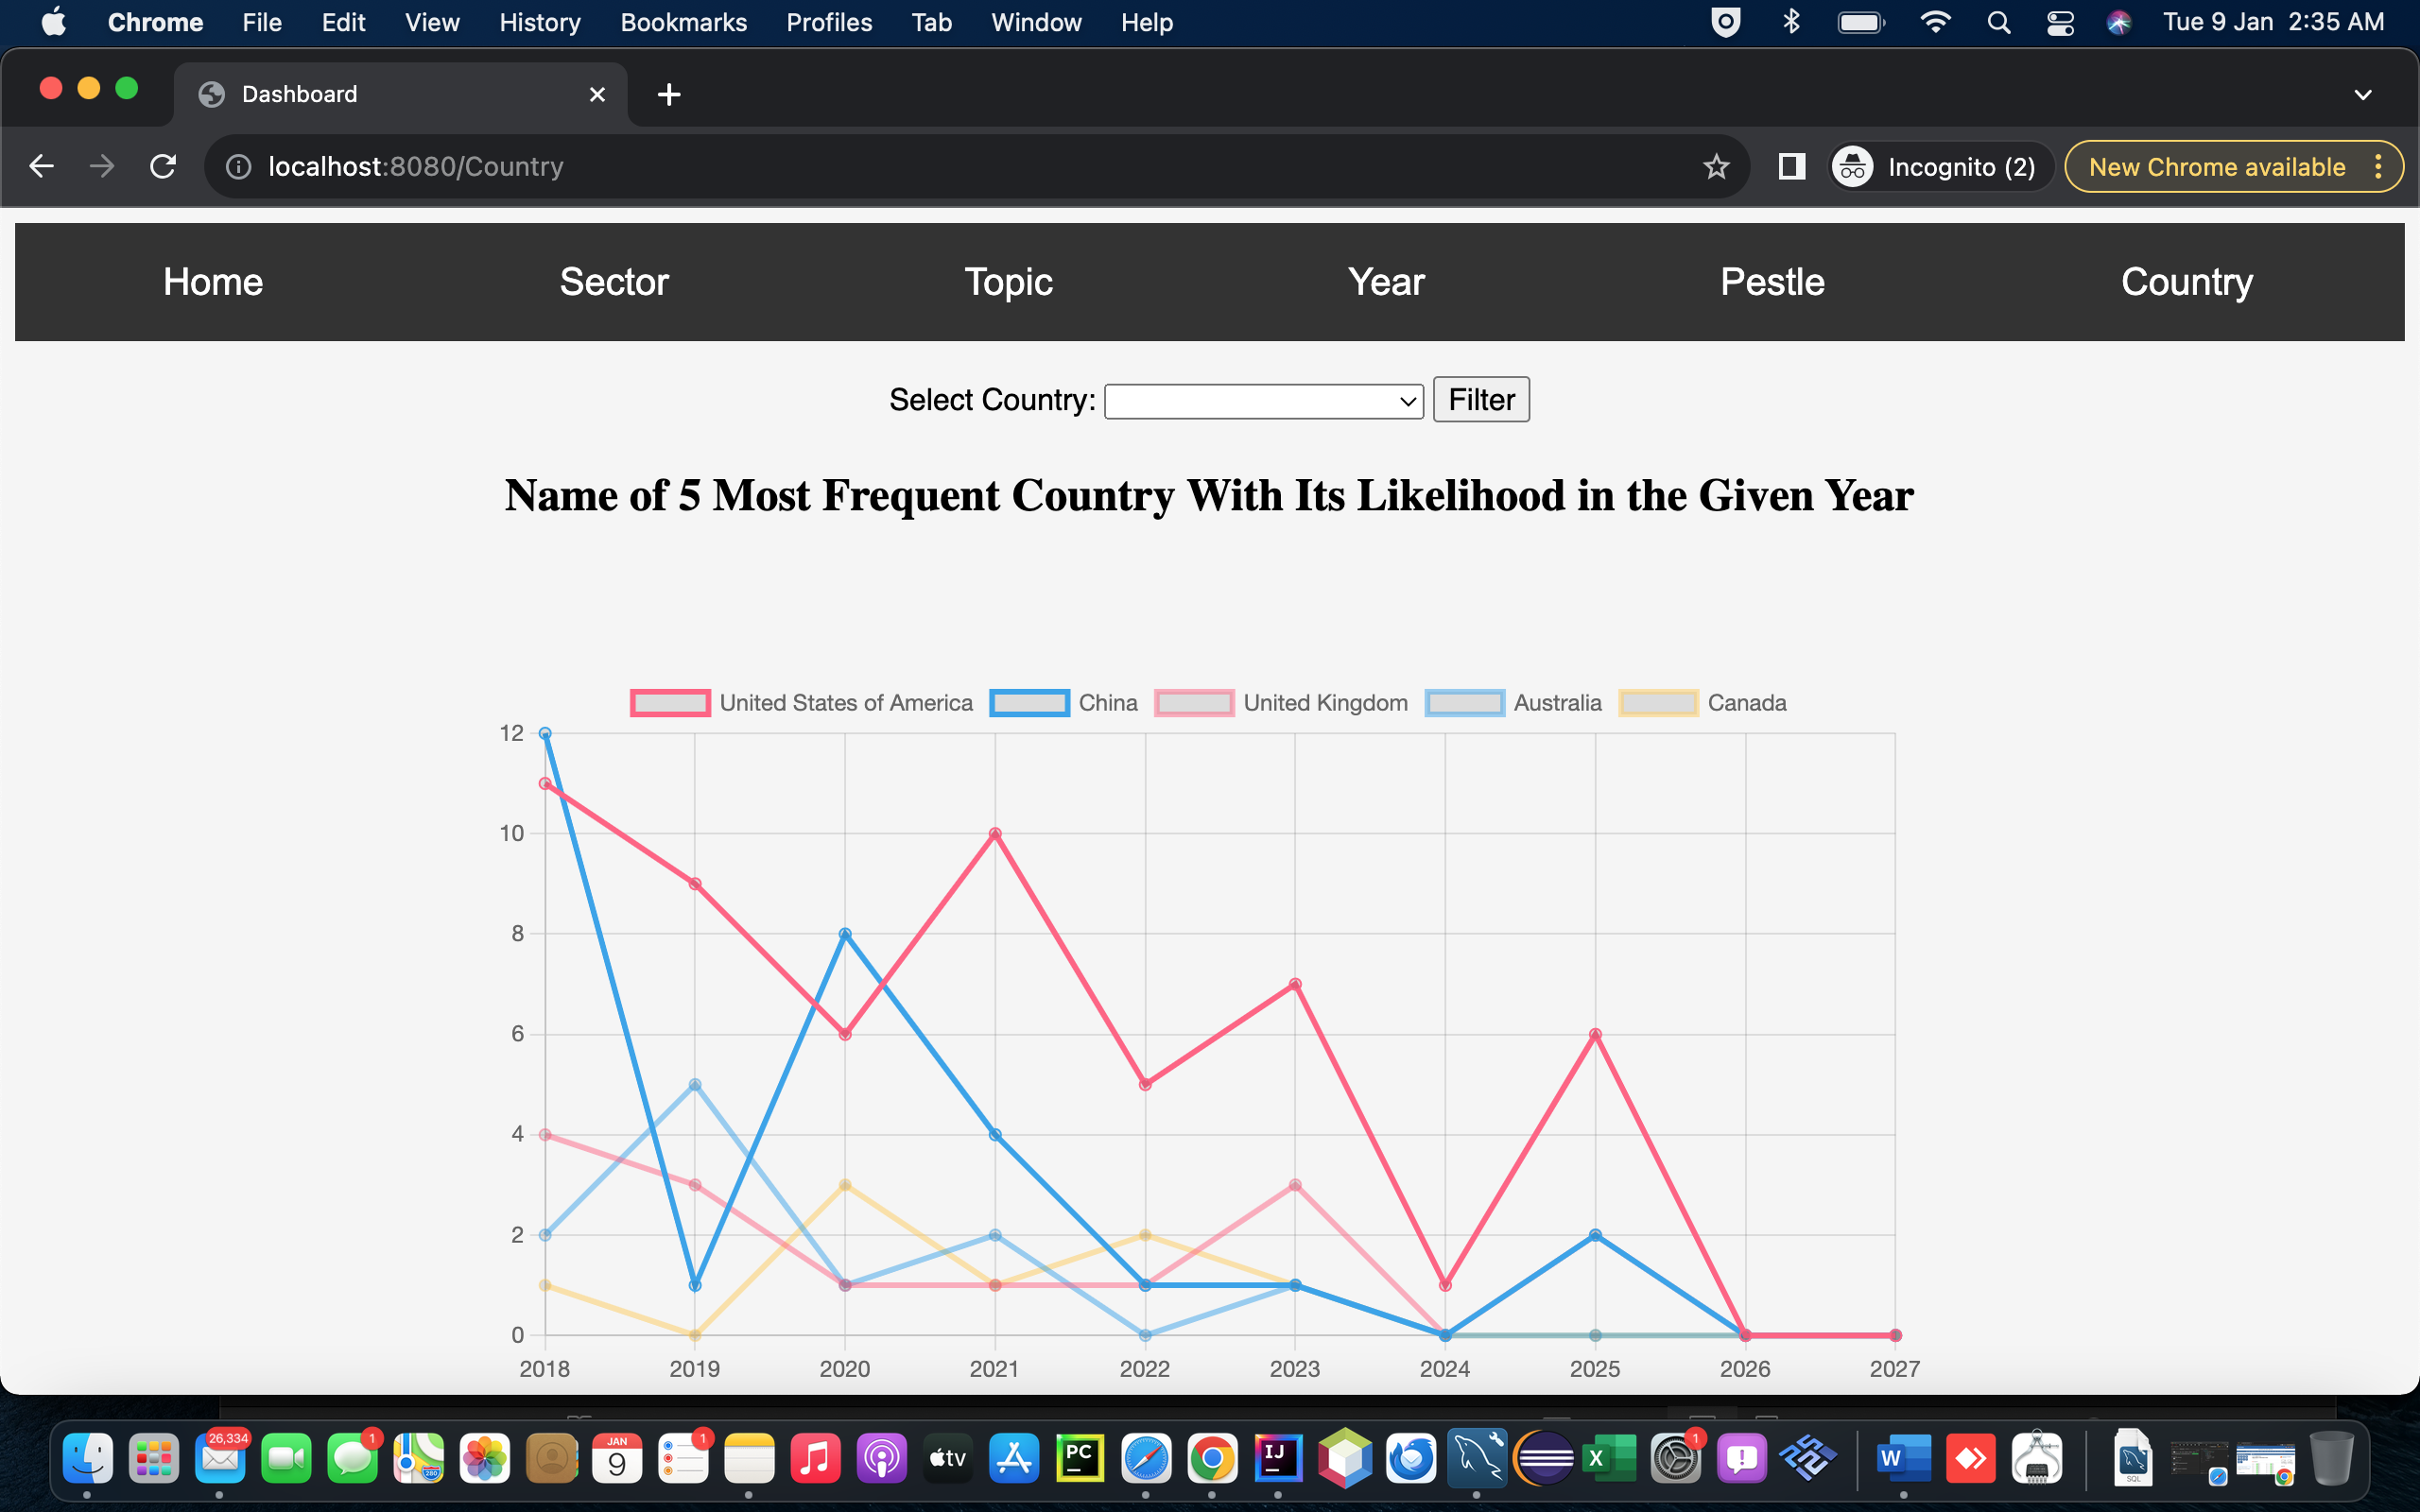 Chrome File Edit View History Bookmarks Profiles Tab Window Help Tue 9 Jan 2:35 AM
Dashboard
localhost:8080/Country Incognito (2) New Chrome available
Home Sector Topic Year Pestle Country
Select Country: Filter
Name of 5 Most Frequent Country With Its Likelihood in the Given Year
United States of America China United Kingdom Australia Canada
12
10
8
6
4
2
0
2018 2019 2020 2021 2022 2023 2024 2025 2026 2027
26,334 1 280 JAN 9 1 tv PC IJ X 1 W SQL